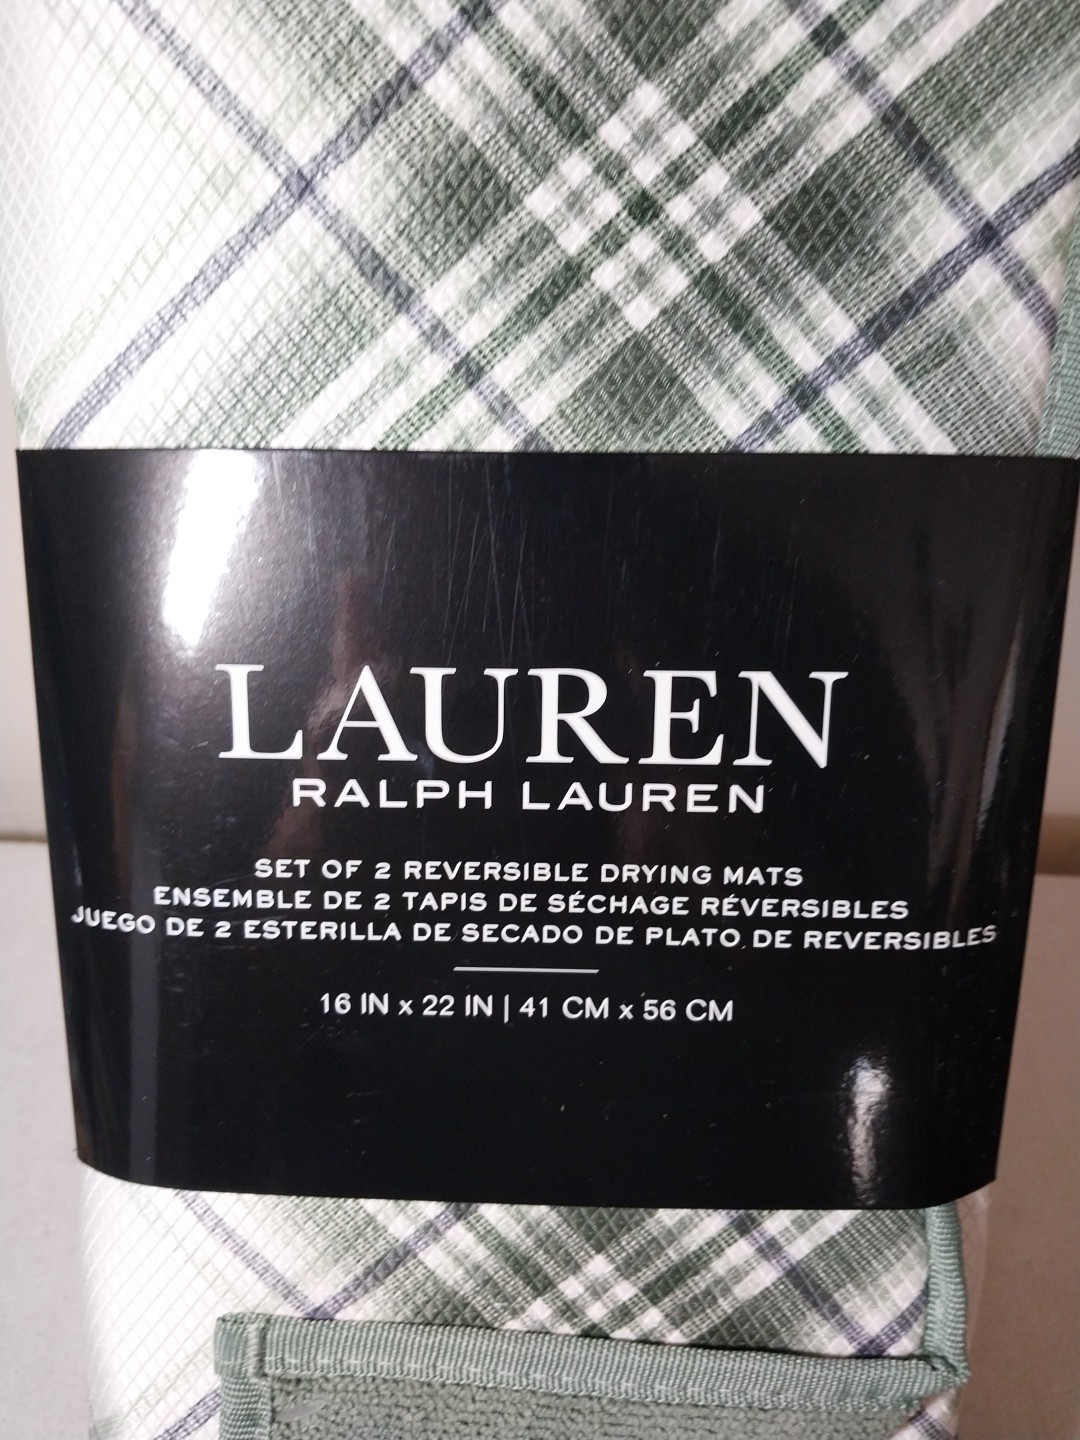 LAUREN
RALPH LAUREN
SET OF 2 REVERSIBLE DRYING MATS
ENSEMBLE DE 2 TAPIS DE SÉCHAGE RÉVERSIBLES
JUEGO DE 2 ESTERILLA DE SECADO DE PLATO DE REVERSIBLES
16 IN x 22 IN | 41 CM x 56 CM